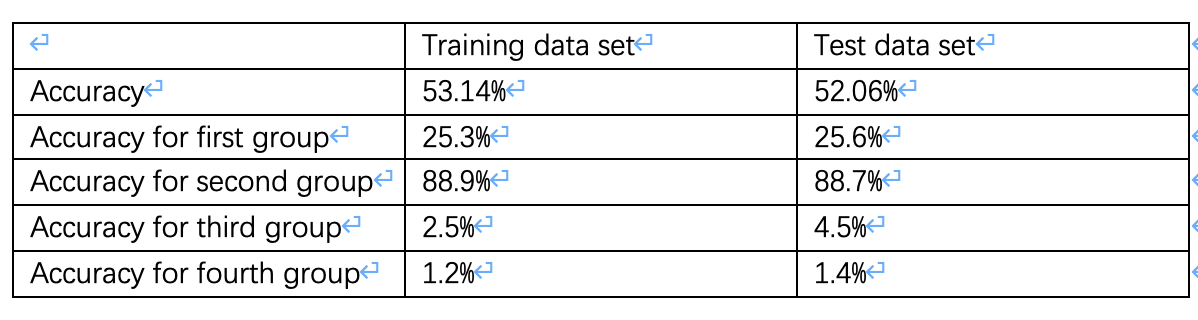 Training data set Test data set
Accuracy 53.14% 52.06%
Accuracy for first group 25.3% 25.6%
Accuracy for second group 88.9% 88.7%
Accuracy for third group 2.5% 4.5%
Accuracy for fourth group 1.2% 1.4%